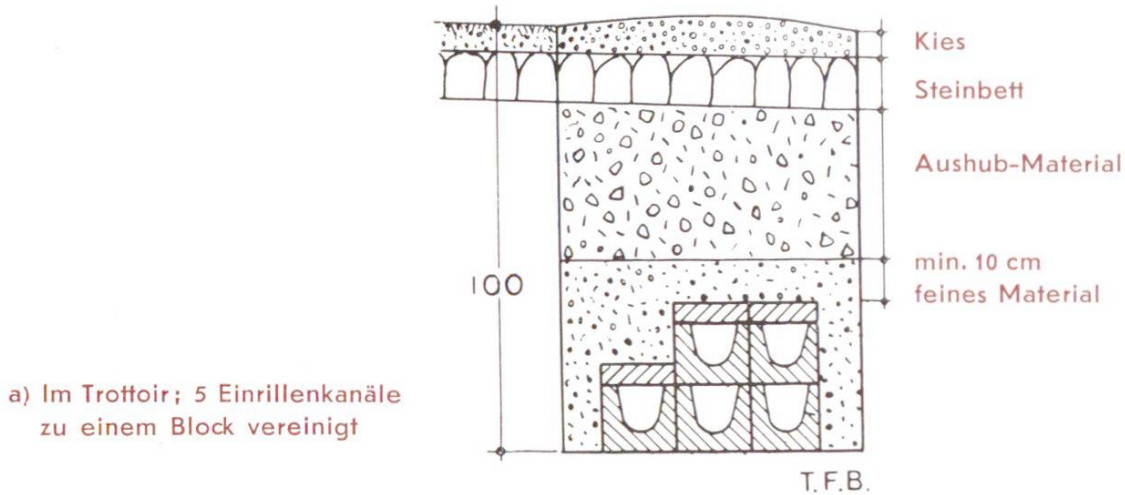 Kies
Steinbett
Aushub-Material
min. 10 cm
feines Material
100
a) Im Trottoir; 5 Einrillenkanäle
zu einem Block vereinigt
T.F.B.